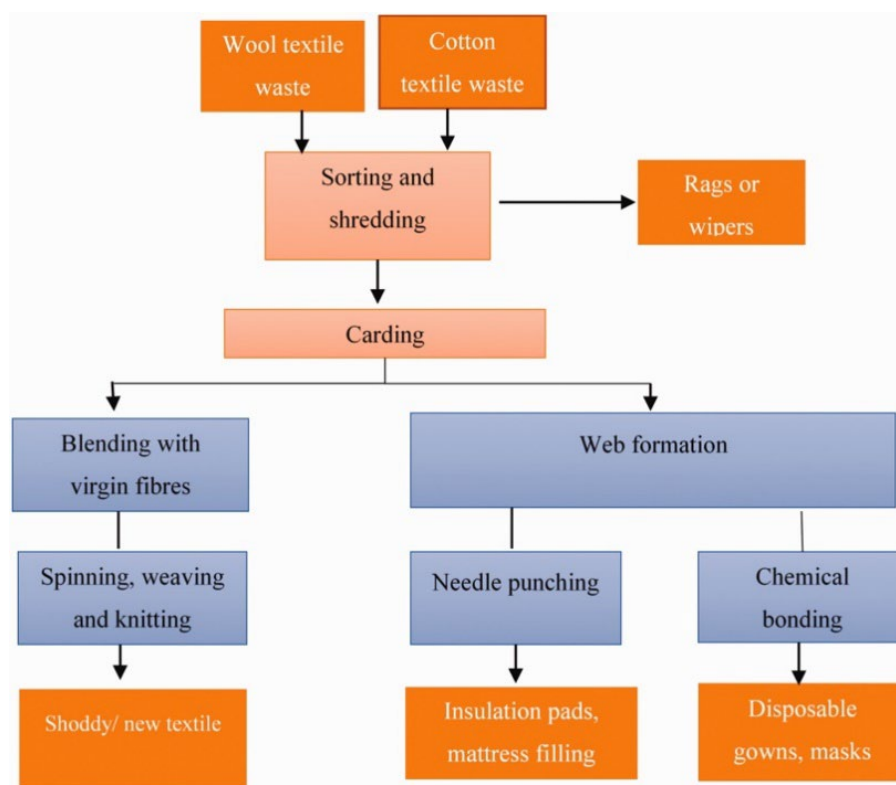 Wool textile
waste
Cotton
textile waste
Sorting and
shredding
Rags or
wipers
Carding
Blending with
virgin fibres
Web formation
Spinning, weaving
and knitting
Needle punching
Chemical
bonding
Shoddy/ new textile
Insulation pads,
mattress filling
Disposable
gowns, masks